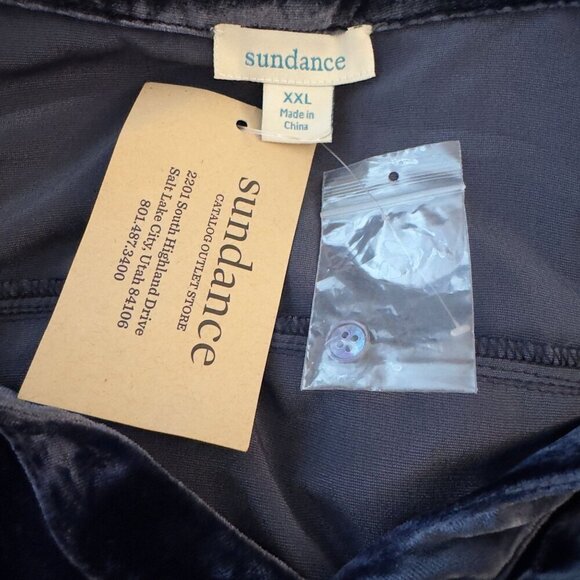 sundance
XXL
Made in
China
sundance
CATALOG OUTLET STORE
2201 South Highland Drive
Salt Lake City, Utah 84106
801.487.3400